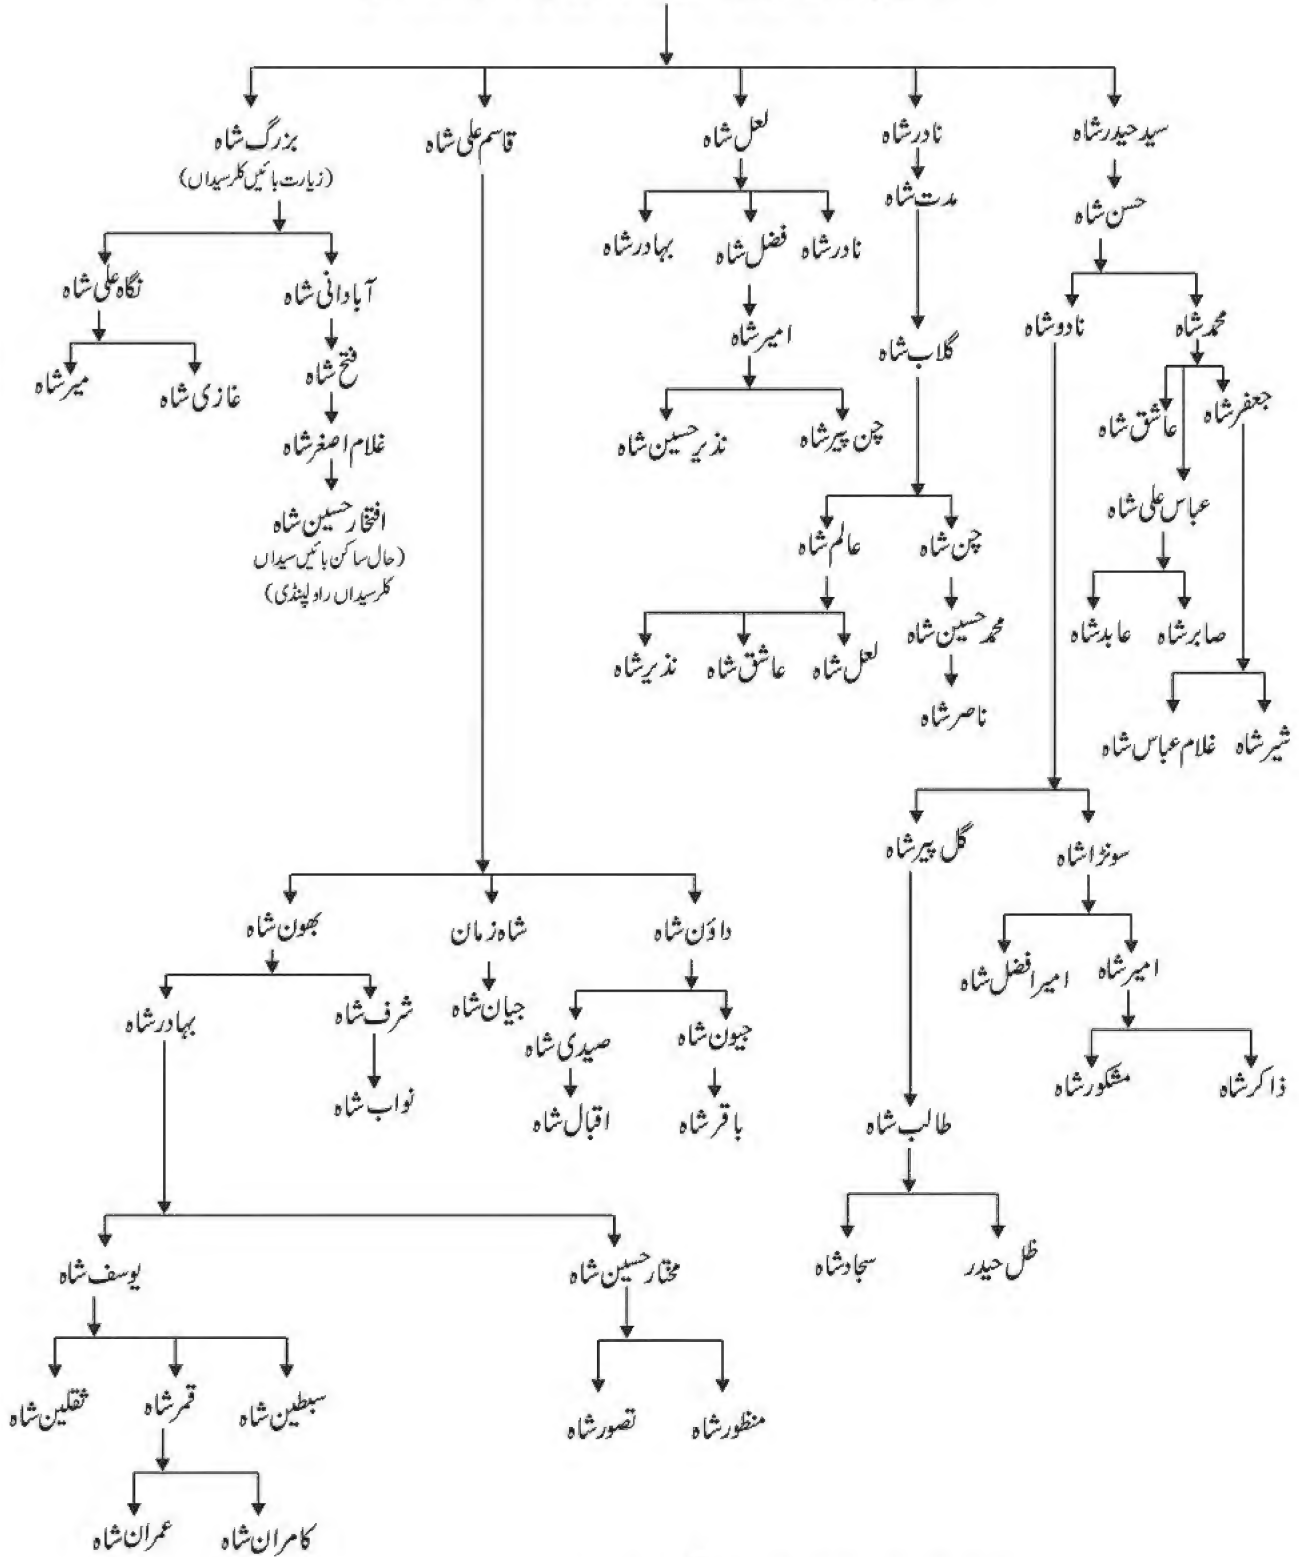 سید حیدر شاہ
نادر شاہ
لعل شاہ
قاسم علی شاہ
بزرگ شاہ
(زیارت بائیں کلر سیداں)
حسن شاہ
مدت شاہ
نادر شاہ
فضل شاہ
بہادر شاہ
آبادانی شاہ
نگاہ علی شاہ
محمد شاہ
نادو شاہ
گلاب شاہ
امیر شاہ
فتح شاہ
غازی شاہ
میر شاہ
جعفر شاہ
عاشق شاہ
چن پیر شاہ
نذیر حسین شاہ
غلام اصغر شاہ
عباس علی شاہ
چن شاہ
عالم شاہ
افتخار حسین شاہ
(حال ساکن بائیں سیداں
کلر سیداں راولپنڈی)
صابر شاہ
عابد شاہ
محمد حسین شاہ
لعل شاہ
عاشق شاہ
نذیر شاہ
ناصر شاہ
شیر شاہ
غلام عباس شاہ
سونڑا شاہ
گل پیر شاہ
داؤن شاہ
شاہ زمان
بھون شاہ
امیر شاہ
امیر افضل شاہ
جیون شاہ
صیدی شاہ
جیان شاہ
شرف شاہ
بہادر شاہ
ذاکر شاہ
مشکور شاہ
طالب شاہ
باقر شاہ
اقبال شاہ
نواب شاہ
ظل حیدر
سجاد شاہ
مختار حسین شاہ
یوسف شاہ
منظور شاہ
تصور شاہ
سبطین شاہ
قمر شاہ
ثقلین شاہ
کامران شاہ
عمران شاہ